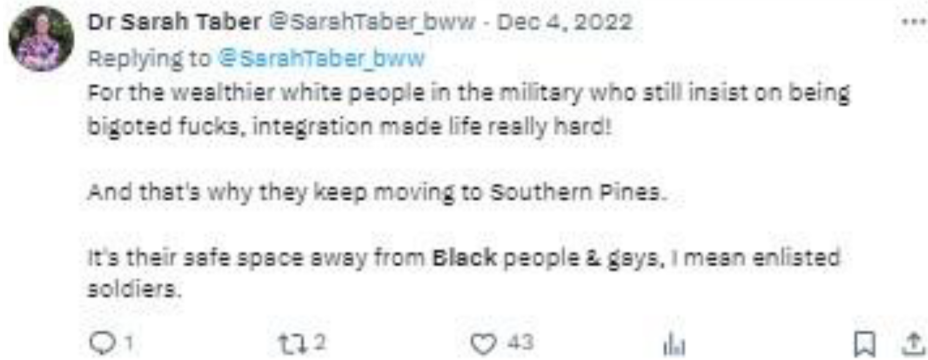 Dr Sarah Taber @SarahTaber_bww · Dec 4, 2022
Replying to @SarahTaber_bww
For the wealthier white people in the military who still insist on being
bigoted fucks, integration made life really hard!
And that's why they keep moving to Southern Pines.
It's their safe space away from Black people & gays, I mean enlisted
soldiers.
1 2 43